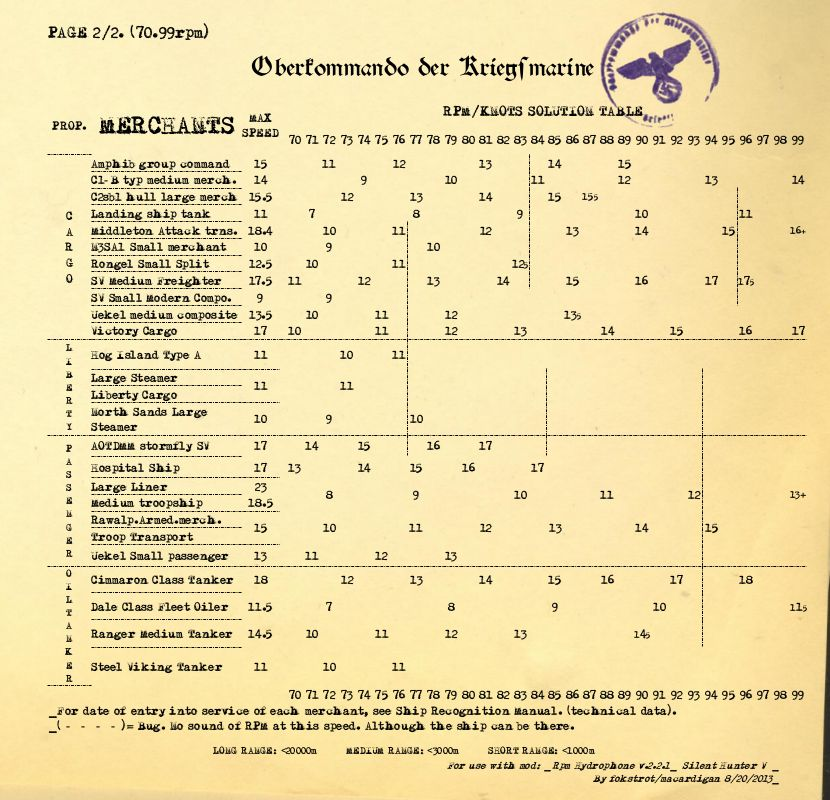 PAGE 2/2. (70.99rpm)
Oberkommando der Kriegsmarine
RPm/KNOTS SOLUTION TABLE
PROP. MERCHANTS MAX SPEED
70 71 72 73 74 75 76 77 78 79 80 81 82 83 84 85 86 87 88 89 90 91 92 93 94 95 96 97 98 99
CARGO
Amphib group command 15 11 12 13 14 15
C1-B typ medium merch. 14 9 10 11 12 13 14
C2sb1 hull large merch 15.5 12 13 14 15 15s
Landing ship tank 11 7 8 9 10 11
Middleton Attack trns. 18.4 10 11 12 13 14 15 16+
M3SA1 Small merchant 10 9 10
Rongel Small Split 12.5 10 11 12s
SV Medium Freighter 17.5 11 12 13 14 15 16 17 17s
SV Small Modern Compo. 9 9
Uekel medium composite 13.5 10 11 12 13s
Victory Cargo 17 10 11 12 13 14 15 16 17
LIBERTY
Hog Island Type A 11 10 11
Large Steamer
Liberty Cargo 11 11
North Sands Large Steamer 10 9 10
PASSENGER
AOTDMM stormfly SV 17 14 15 16 17
Hospital Ship 17 13 14 15 16 17
Large Liner 23
Medium troopship 18.5 8 9 10 11 12 13+
Rawalp.Armed.merch.
Troop Transport 15 10 11 12 13 14 15
Uekel Small passenger 13 11 12 13
OILTANKER
Cimmaron Class Tanker 18 12 13 14 15 16 17 18
Dale Class Fleet Oiler 11.5 7 8 9 10 11s
Ranger Medium Tanker 14.5 10 11 12 13 14s
Steel Viking Tanker 11 10 11
70 71 72 73 74 75 76 77 78 79 80 81 82 83 84 85 86 87 88 89 90 91 92 93 94 95 96 97 98 99
_For date of entry into service of each merchant, see Ship Recognition Manual. (technical data).
_(- - - -)= Bug. No sound of RPm at this speed. Although the ship can be there.
LONG RANGE: <20000m MEDIUM RANGE: <3000m SHORT RANGE: <1000m
For use with mod: _Rpm Hydrophone v.2.2.1_ Silent Hunter V _
By fokstrot/macardigan 8/20/2013_